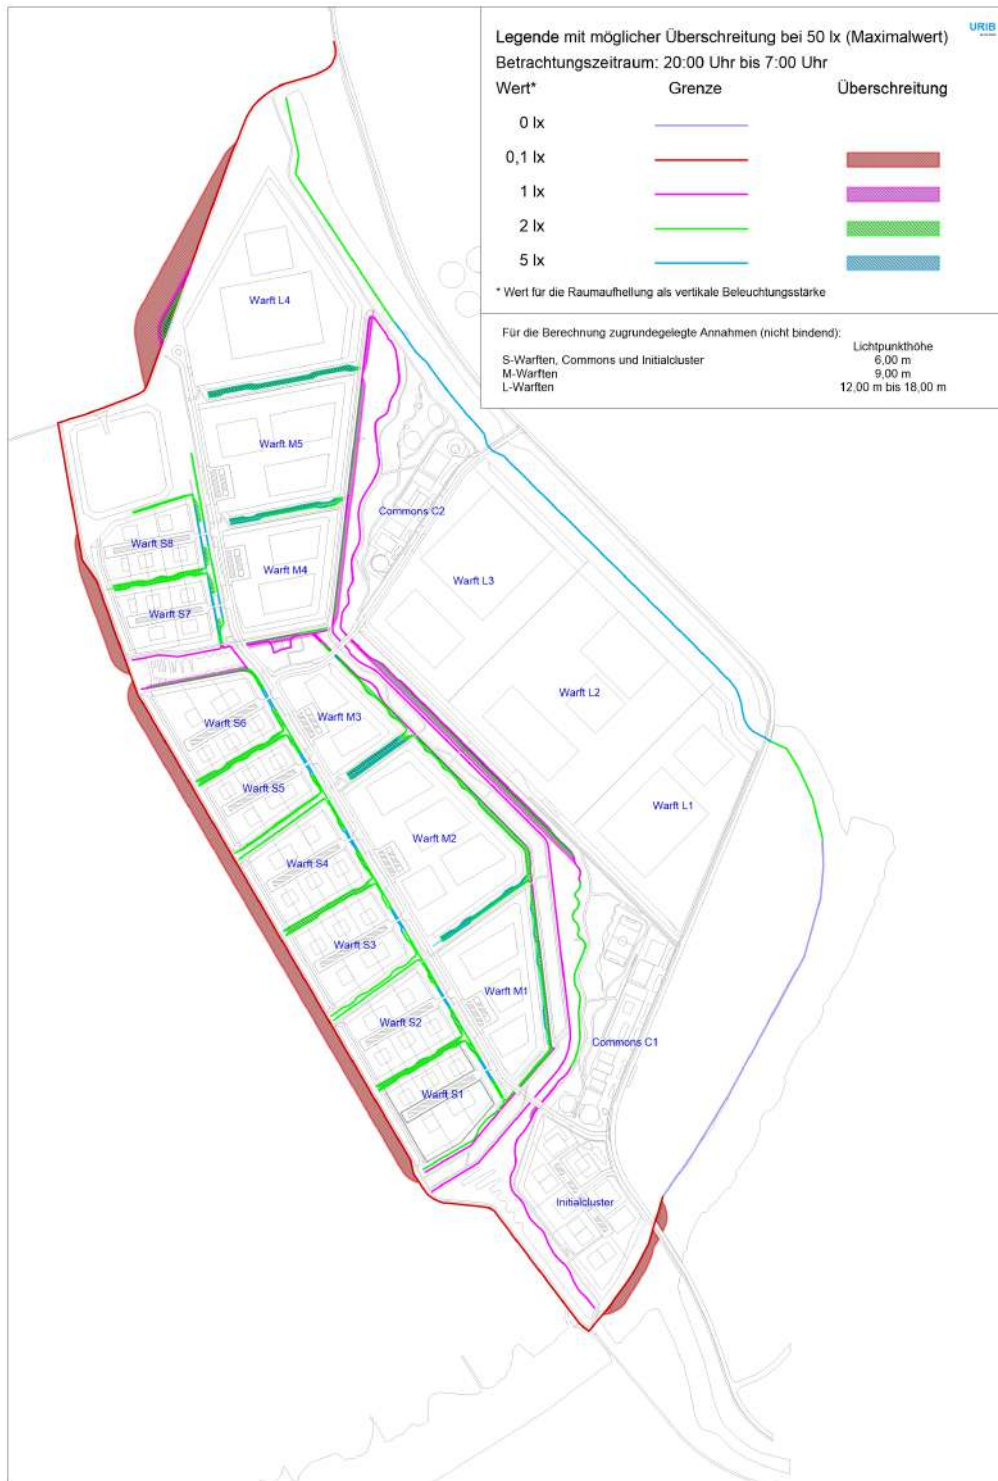 URIB
Legende mit möglicher Überschreitung bei 50 lx (Maximalwert)
Betrachtungszeitraum: 20:00 Uhr bis 7:00 Uhr
Wert* Grenze Überschreitung
0 lx
0,1 lx
1 lx
2 lx
5 lx
* Wert für die Raumaufhellung als vertikale Beleuchtungsstärke
Für die Berechnung zugrundegelegte Annahmen (nicht bindend):
Lichtpunkthöhe
S-Warften, Commons und Initialcluster 6,00 m
M-Warften 9,00 m
L-Warften 12,00 m bis 18,00 m
Warft L4
Warft M5
Commons C2
Warft S8
Warft M4
Warft L3
Warft S7
Warft L2
Warft M3
Warft S6
Warft S5
Warft L1
Warft M2
Warft S4
Warft S3
Warft M1
Warft S2
Commons C1
Warft S1
Initialcluster